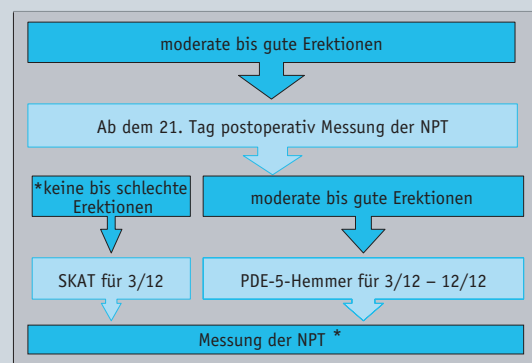 moderate bis gute Erektionen
Ab dem 21. Tag postoperativ Messung der NPT
*keine bis schlechte
Erektionen
moderate bis gute Erektionen
SKAT für 3/12
PDE-5-Hemmer für 3/12 – 12/12
Messung der NPT *